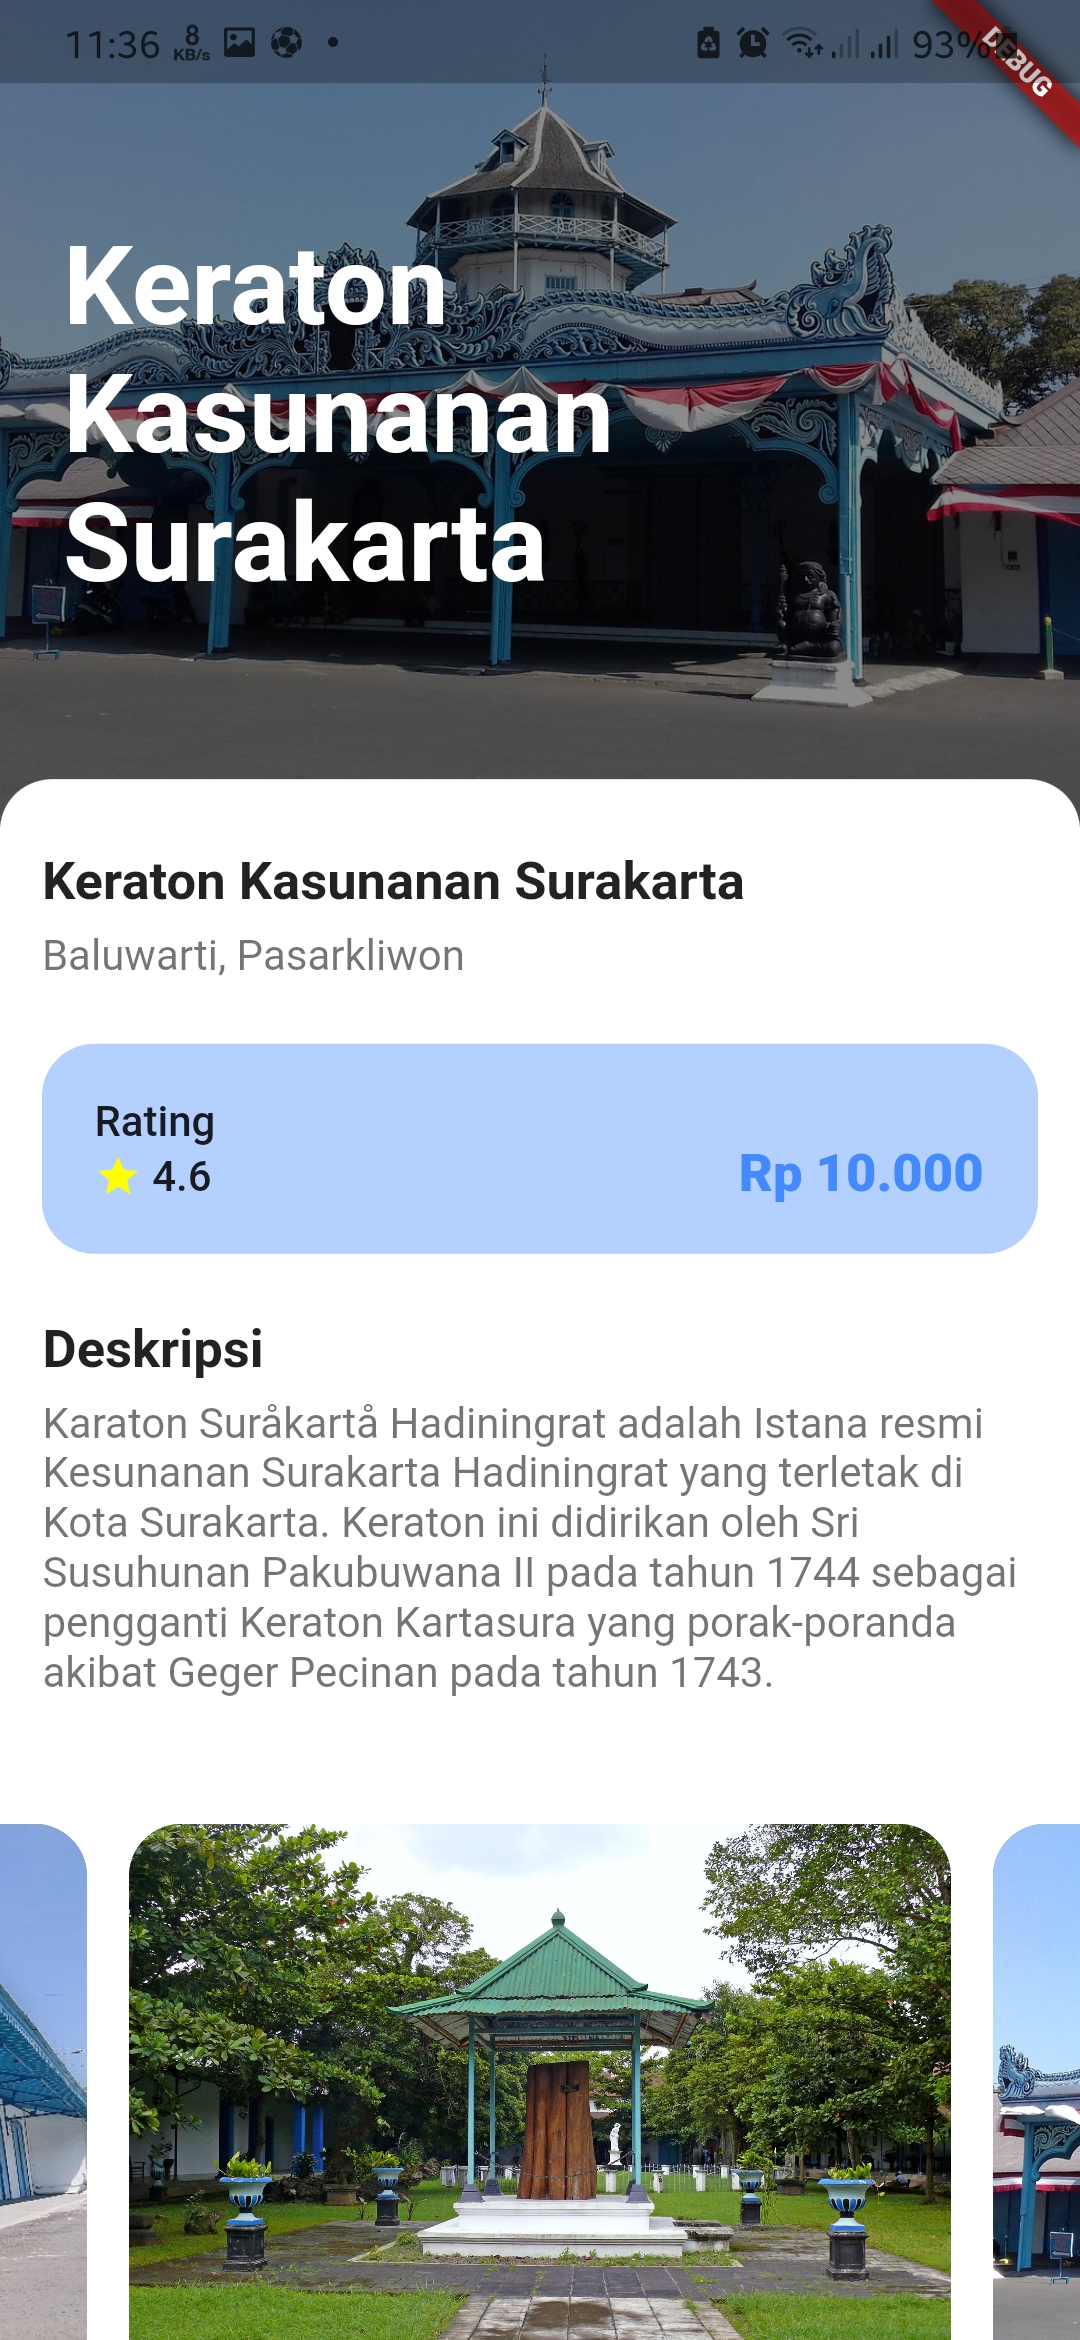 11:36 8 KB/s 93%
DEBUG
Keraton
Kasunanan
Surakarta
Keraton Kasunanan Surakarta
Baluwarti, Pasarkliwon
Rating
4.6
Rp 10.000
Deskripsi
Karaton Suråkartå Hadiningrat adalah Istana resmi
Kesunanan Surakarta Hadiningrat yang terletak di
Kota Surakarta. Keraton ini didirikan oleh Sri
Susuhunan Pakubuwana II pada tahun 1744 sebagai
pengganti Keraton Kartasura yang porak-poranda
akibat Geger Pecinan pada tahun 1743.